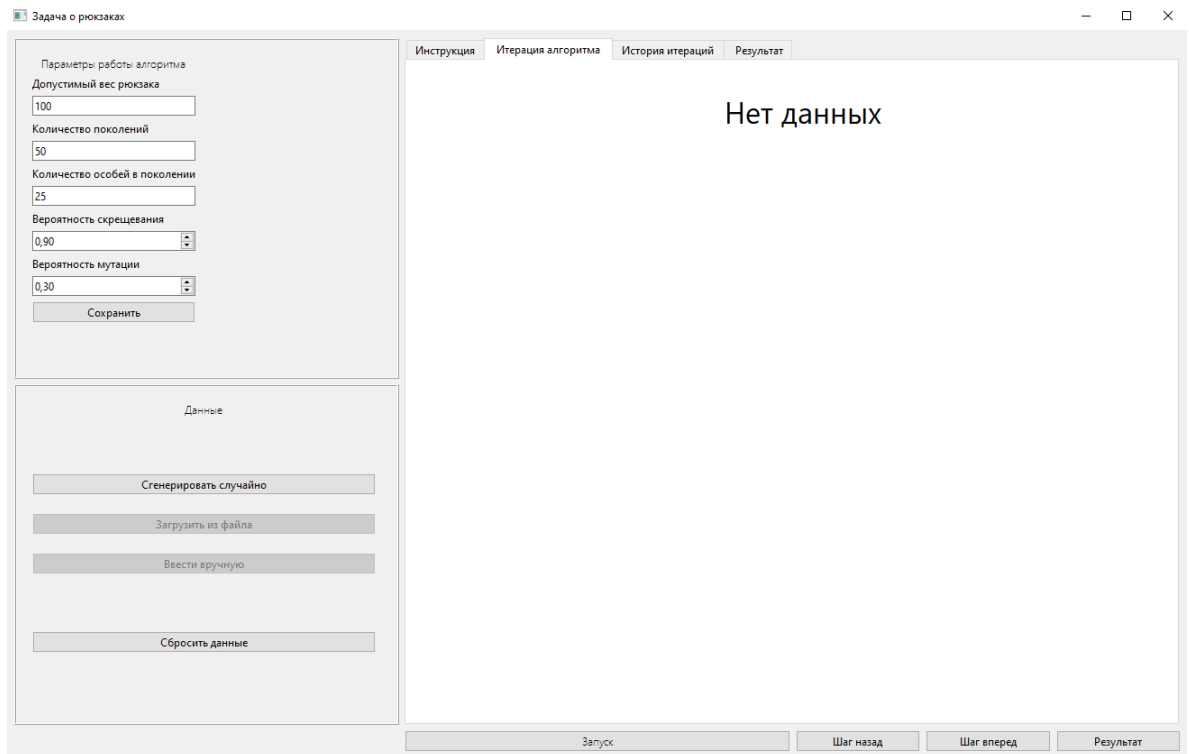 Задача о рюкзаках
Параметры работы алгоритма
Допустимый вес рюкзака
100
Количество поколений
50
Количество особей в поколении
25
Вероятность скрещевания
0,90
Вероятность мутации
0,30
Сохранить
Данные
Сгенерировать случайно
Загрузить из файла
Ввести вручную
Сбросить данные
Инструкция Итерация алгоритма История итераций Результат
Нет данных
Запуск Шаг назад Шаг вперед Результат